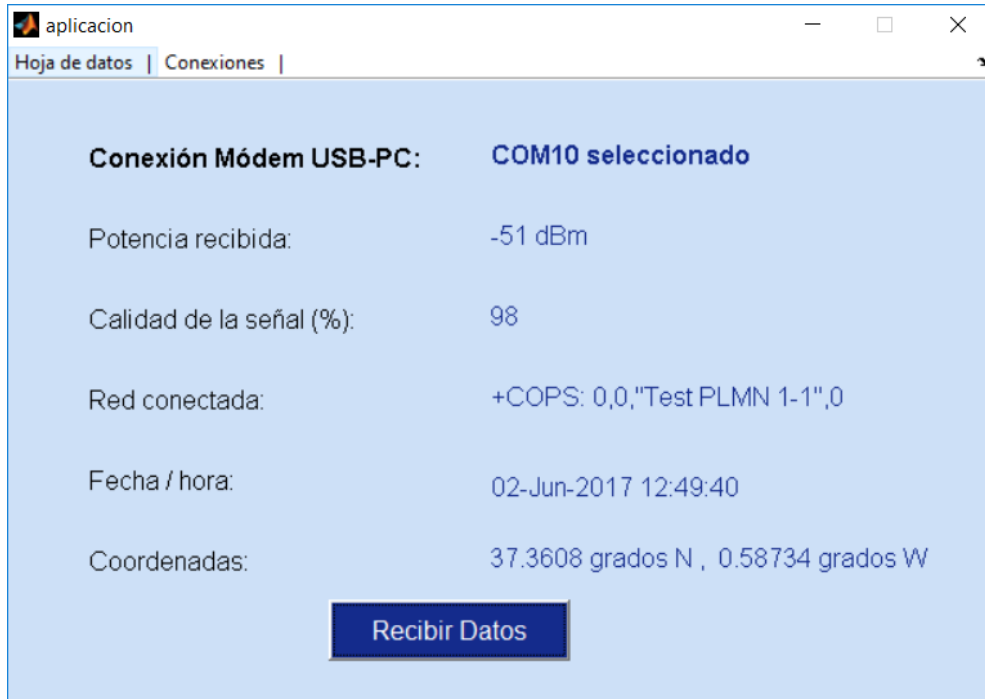 aplicacion
Hoja de datos | Conexiones |
Conexión Módem USB-PC: COM10 seleccionado
Potencia recibida: -51 dBm
Calidad de la señal (%): 98
Red conectada: +COPS: 0,0,"Test PLMN 1-1",0
Fecha / hora: 02-Jun-2017 12:49:40
Coordenadas: 37.3608 grados N , 0.58734 grados W
Recibir Datos